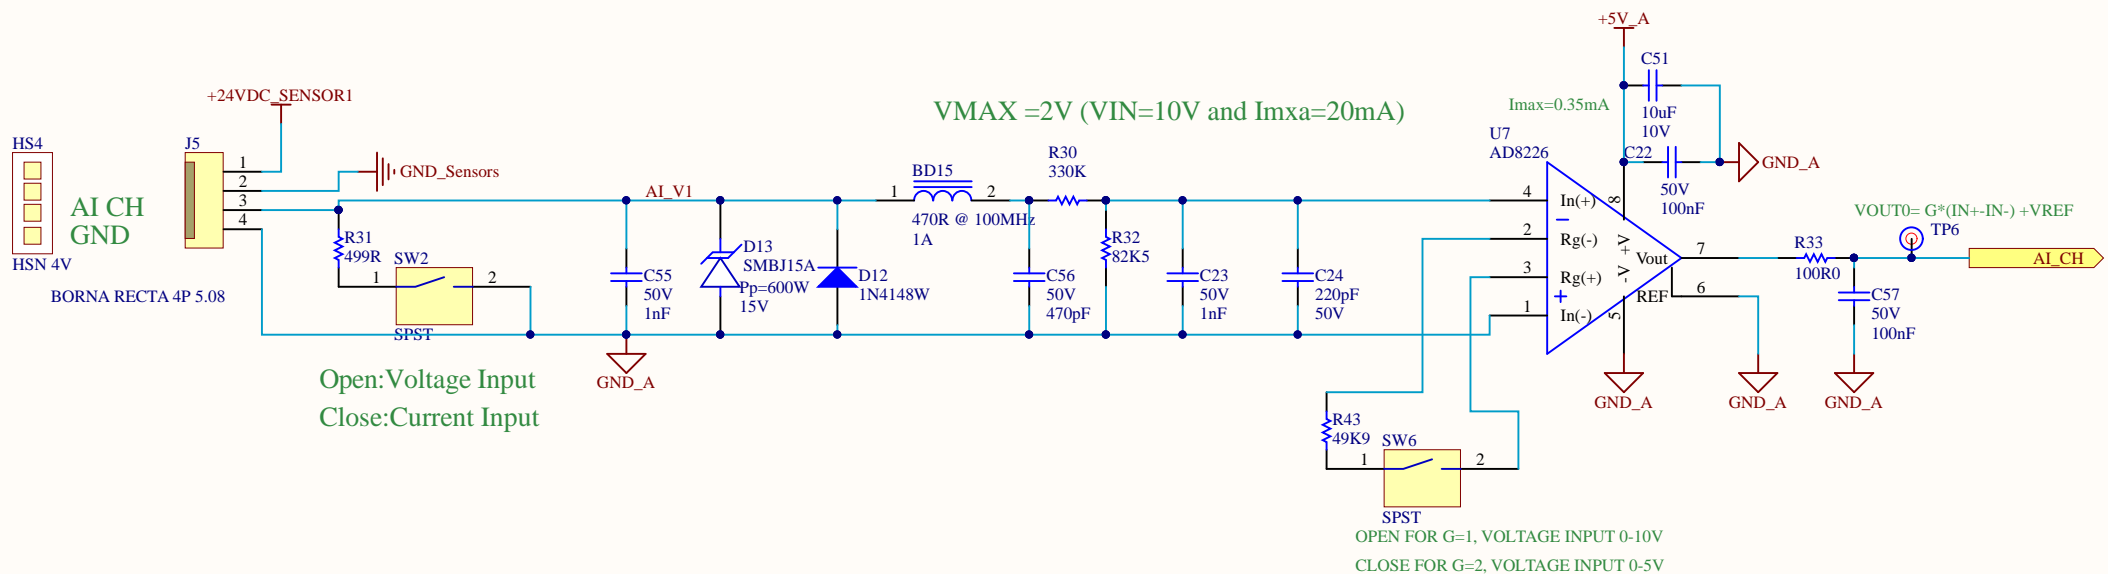 +5V_A
C51
10uF
10V
Imax=0.35mA
VMAX =2V (VIN=10V and Imxa=20mA)
+24VDC_SENSOR1
HS4
HSN 4V
AI CH
GND
BORNA RECTA 4P 5.08
J5
1
2
3
4
GND_Sensors
R31
499R
SW2
1
2
SPST
Open:Voltage Input
Close:Current Input
AI_V1
C55
50V
1nF
GND_A
D13
SMBJ15A
Pp=600W
15V
D12
1N4148W
BD15
1
2
470R @ 100MHz
1A
C56
50V
470pF
R30
330K
R32
82K5
C23
50V
1nF
C24
220pF
50V
U7
AD8226
C22
50V
100nF
GND_A
4
In(+)
2
Rg(-)
3
Rg(+)
1
In(-)
8
+V
-V
5
Vout
7
REF
6
GND_A
GND_A
GND_A
R33
100R0
C57
50V
100nF
VOUT0= G*(IN+-IN-) +VREF
TP6
AI_CH
R43
49K9
SW6
1
2
SPST
OPEN FOR G=1, VOLTAGE INPUT 0-10V
CLOSE FOR G=2, VOLTAGE INPUT 0-5V